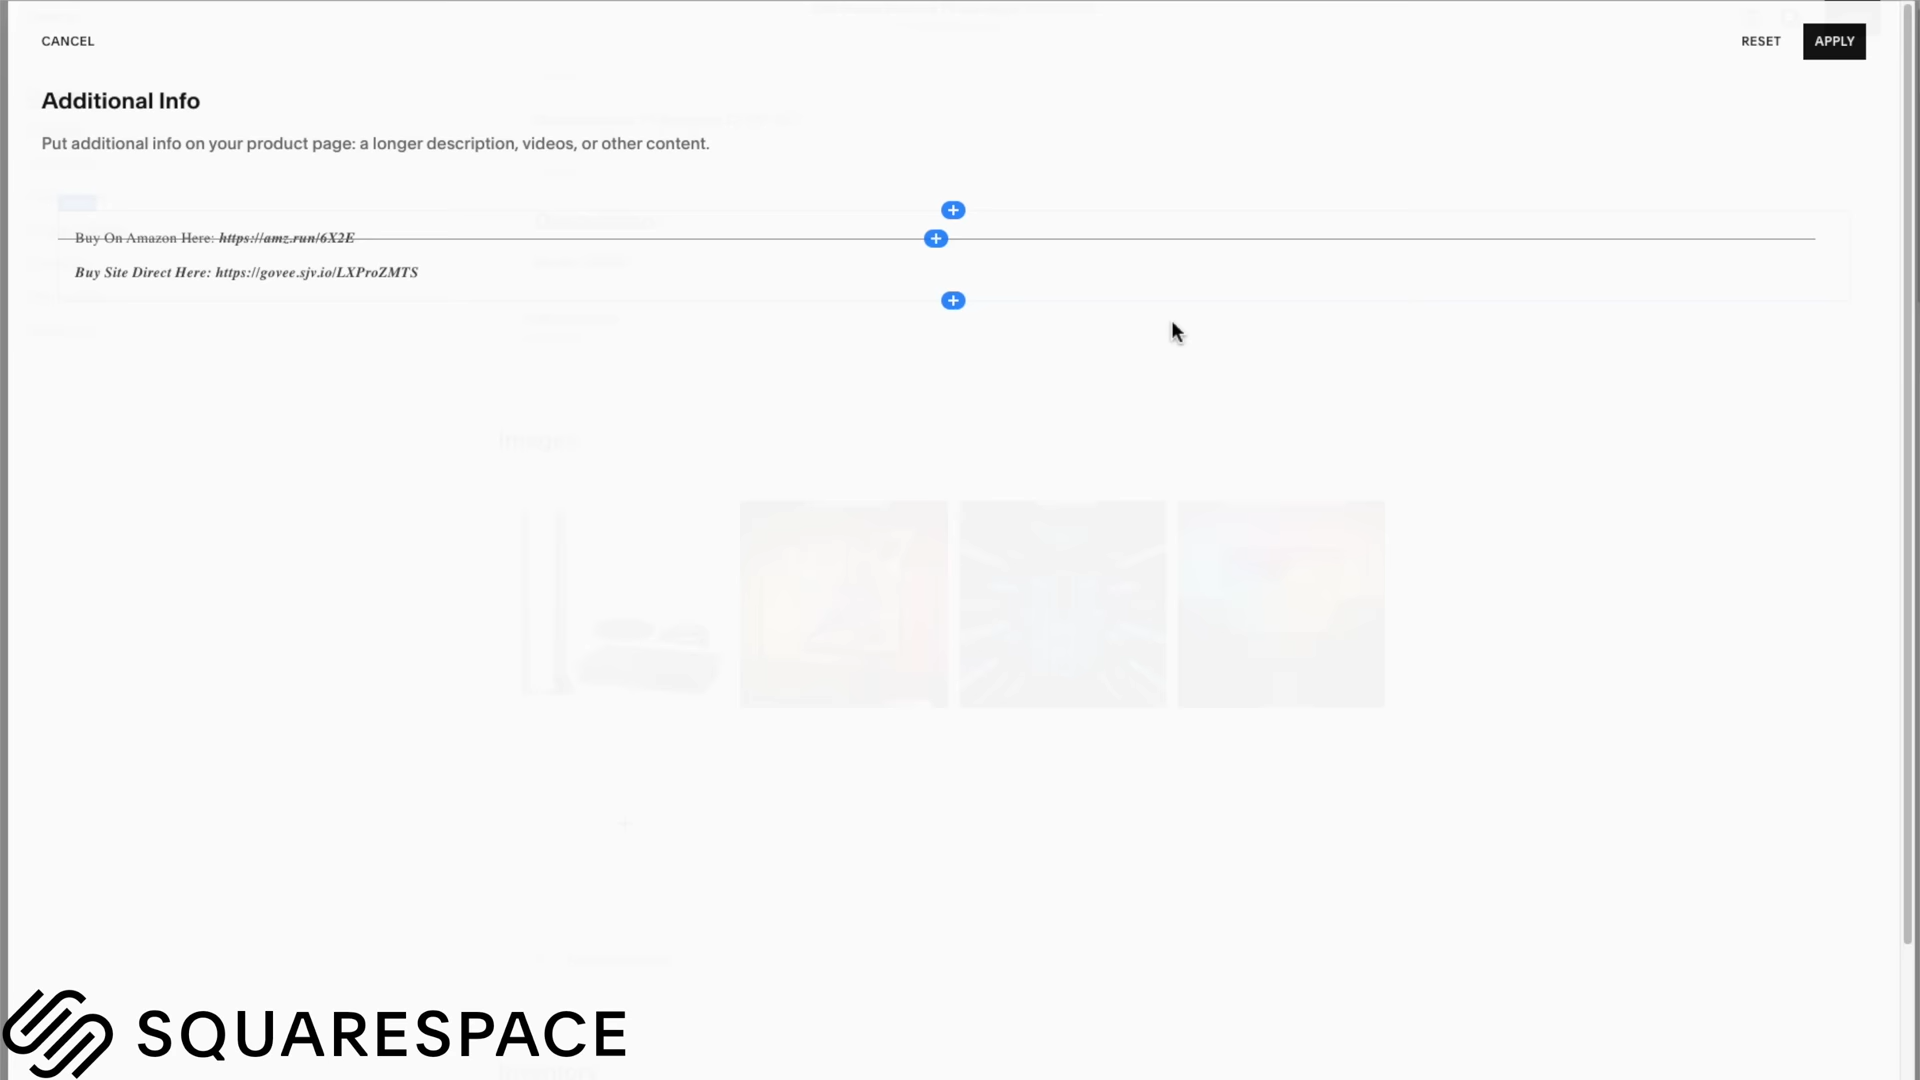 CANCEL
RESET
APPLY
Additional Info
Put additional info on your product page: a longer description, videos, or other content.
Buy On Amazon Here: https://amz.run/6X2E
Buy Site Direct Here: https://govee.sjv.io/LXProZMTS
Images
SQUARESPACE